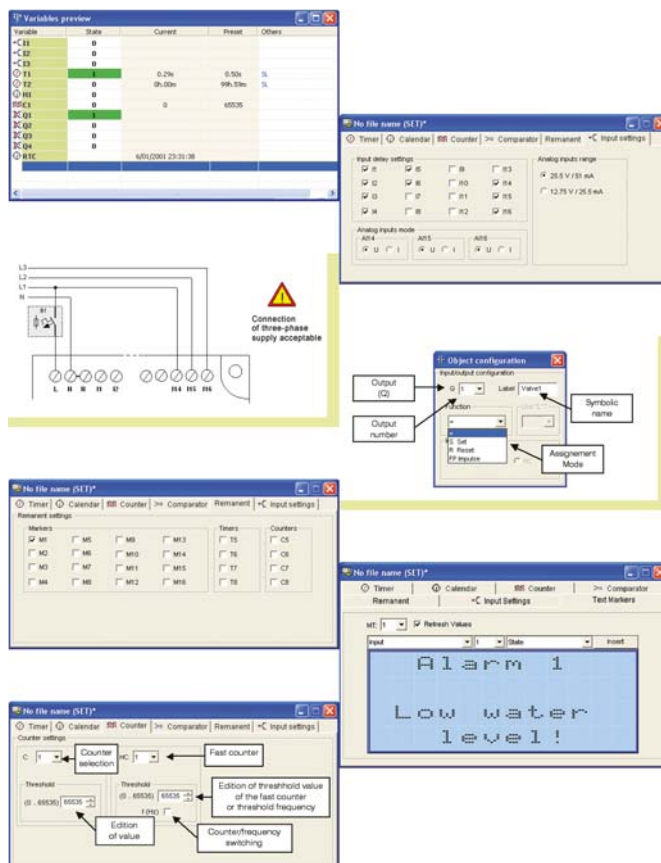 Variables preview
Variable State Current Preset Others
I1 0
I2 0
I3 0
T1 1 0.29s 0.50s SL
T2 0 0h.00m 99h.59m SL
H1 0
C1 0 0 65535
Q1 1
Q2 0
Q3 0
Q4 0
RTC 6/01/2001 23:31:38
No file name (SET)*
Timer Calendar Counter Comparator Remanent Input settings
Input delay settings
I1 I5 I9 I13
I2 I6 I10 I14
I3 I7 I11 I15
I4 I8 I12 I16
Analog inputs range
25.5 V / 51 mA
12.75 V / 25.5 mA
Analog inputs mode
AI14 AI15 AI16
U I U I U I
L3
L2
L1
N
Connection
of three-phase
supply acceptable
L N N I1 I2 I14 I15 I16
Object configuration
Input/output configuration
Q 1 Label Valve1
Function
=
=
S Set
R Reset
FP Impulse
Output
(Q)
Output
number
Symbolic
name
Assignement
Mode
No file name (SET)*
Timer Calendar Counter Comparator Remanent Input settings
Remanent settings
Markers Timers Counters
M1 M5 M9 M13 T5 C5
M2 M6 M10 M14 T6 C6
M3 M7 M11 M15 T7 C7
M4 M8 M12 M16 T8 C8
No file name (SET)*
Timer Calendar Counter Comparator
Remanent Input Settings Text Markers
MT: 1 Refresh Values
Input 1 State Insert
Alarm 1
Low water
level!
No file name (SET)*
Timer Calendar Counter Comparator Remanent Input settings
Counter settings
C: 1
Counter
selection
HC: 1
Fast counter
Threshold
(0 .. 65535) 65535
Threshold
(0 .. 65535) 65535
f (Hz)
Edition
of value
Edition of threshhold value
of the fast counter
or threshold frequency
Counter/frequency
switching